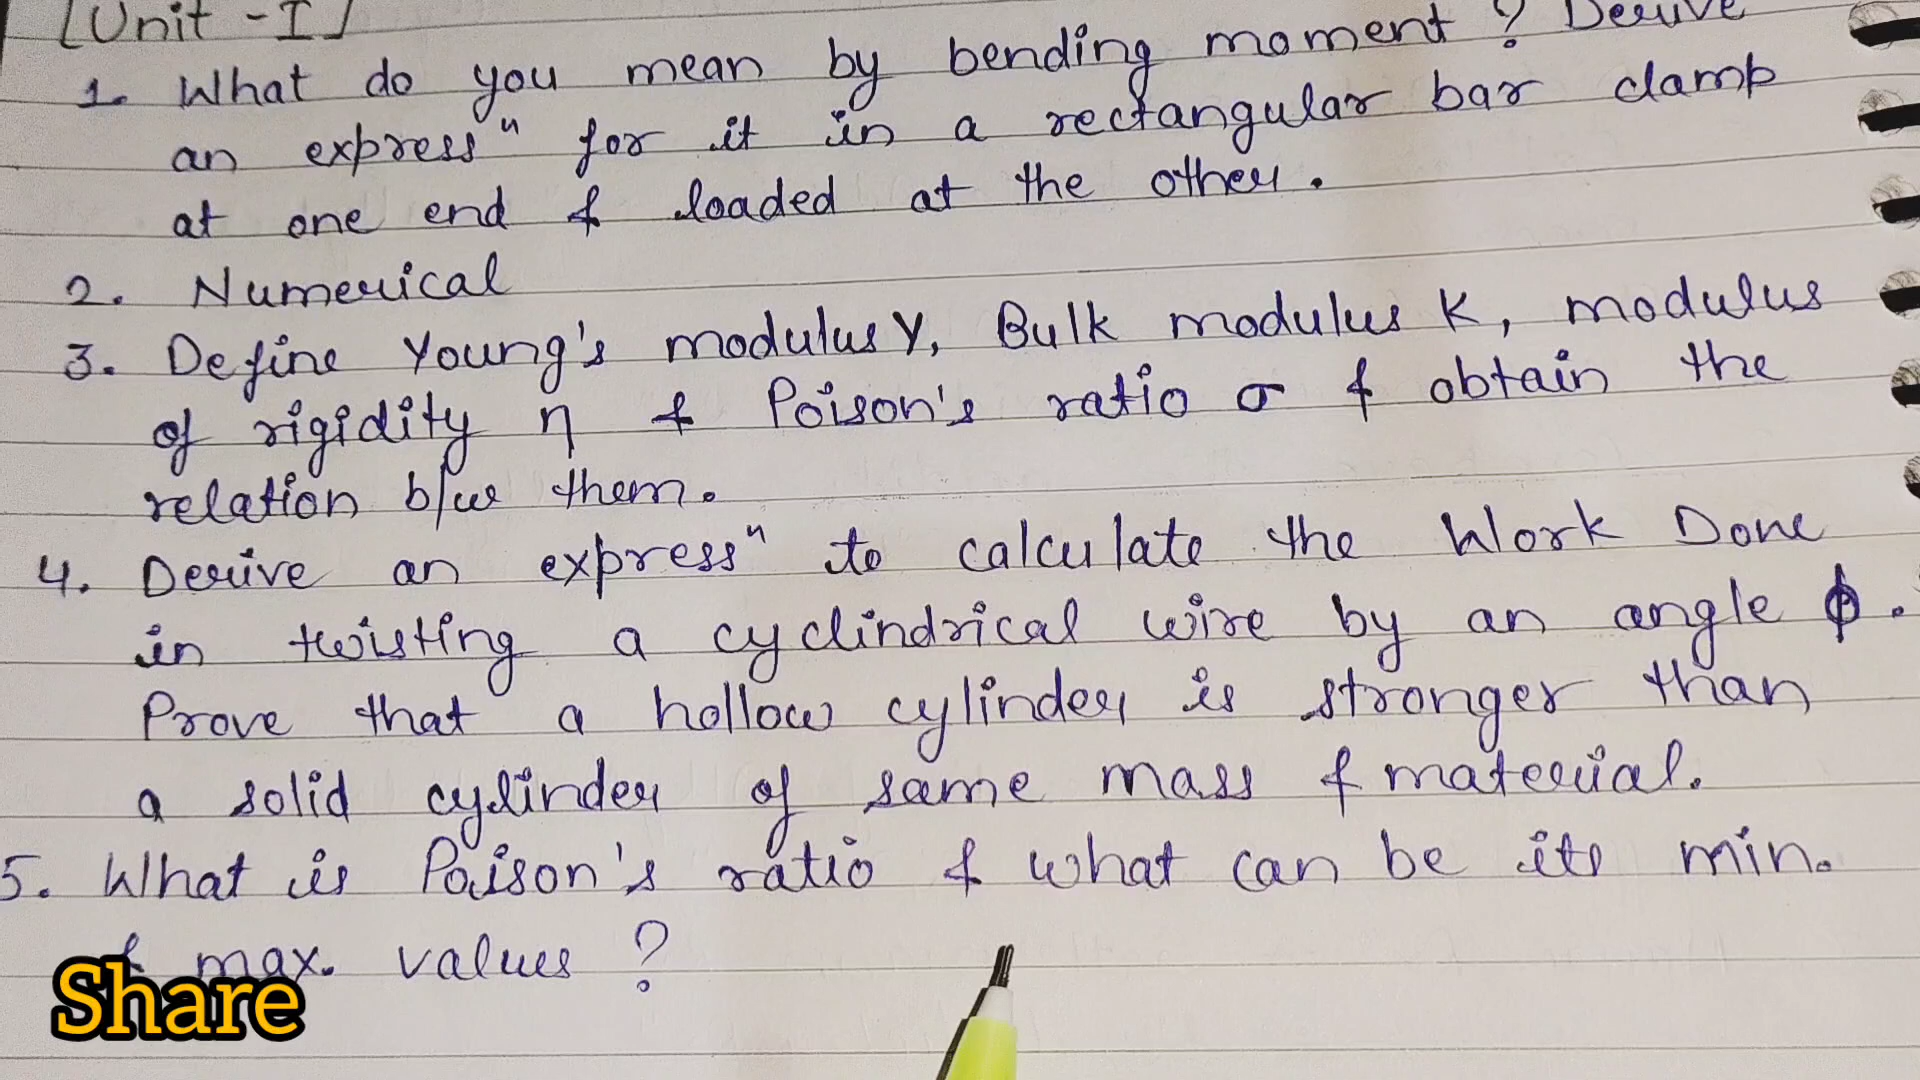 [Unit - I]
1. What do you mean by bending moment ? Derive
an expressⁿ for it in a rectangular bar clamp
at one end & loaded at the other.
2. Numerical
3. Define Young's modulus Y, Bulk modulus K, modulus
of rigidity η & Poison's ratio σ & obtain the
relation b/w them.
4. Derive an expressⁿ to calculate the Work Done
in twisting a cyclindrical wire by an angle ϕ.
Prove that a hollow cylinder is stronger than
a solid cylinder of same mass & material.
5. What is Poison's ratio & what can be its min.
& max. values ?
Share